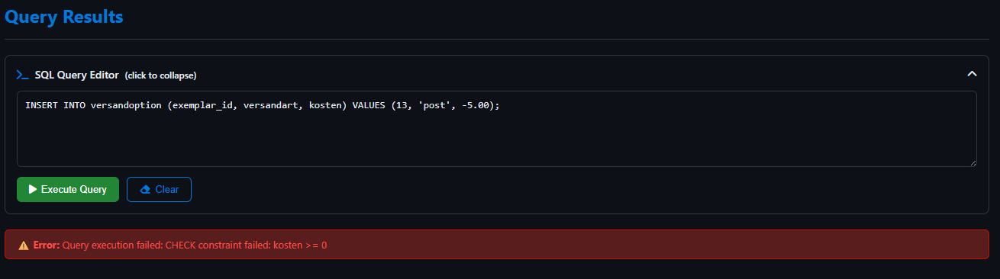 Query Results
SQL Query Editor (click to collapse)
INSERT INTO versandoption (exemplar_id, versandart, kosten) VALUES (13, 'post', -5.00);
Execute Query
Clear
Error: Query execution failed: CHECK constraint failed: kosten >= 0